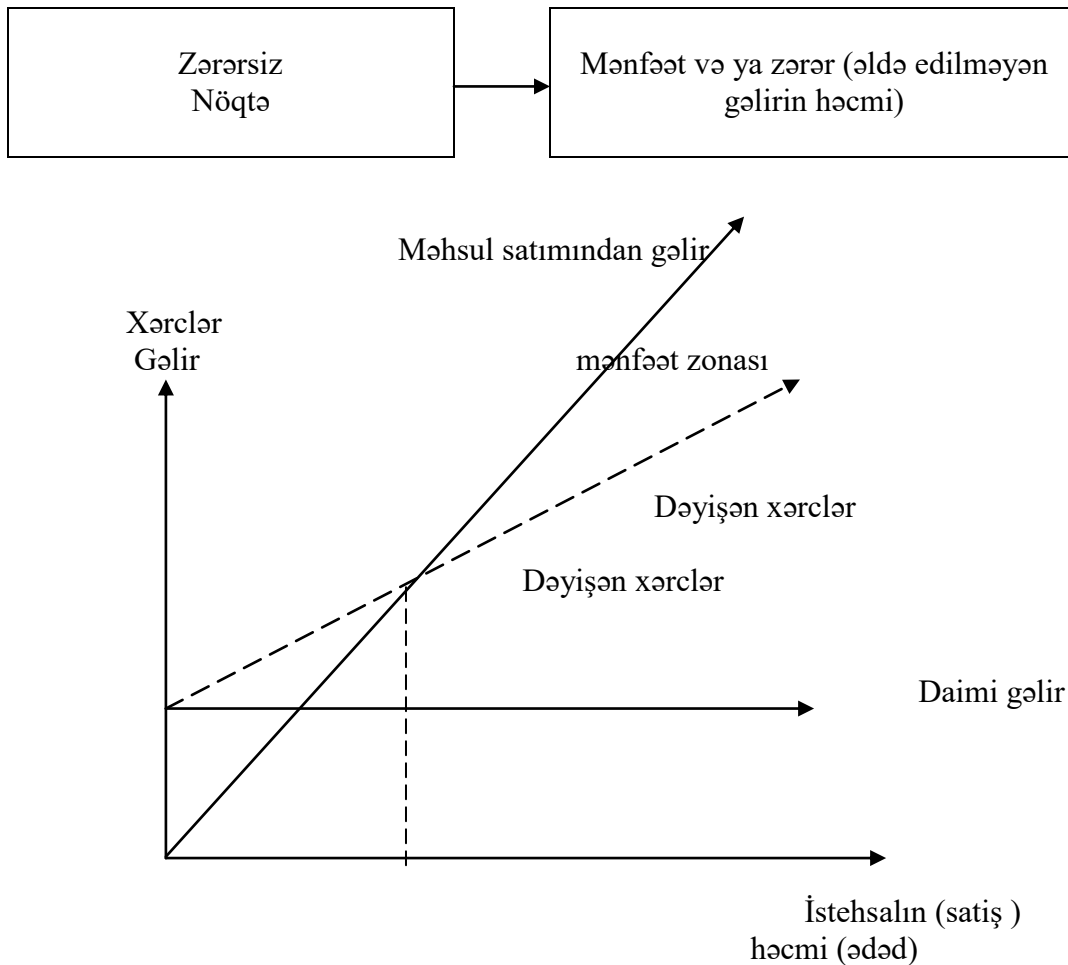 Zərərsiz
Nöqtə
Mənfəət və ya zərər (əldə edilməyən
gəlirin həcmi)
Məhsul satımından gəlir
Xərclər
Gəlir
mənfəət zonası
Dəyişən xərclər
Dəyişən xərclər
Daimi gəlir
İstehsalın (satiş )
həcmi (ədəd)